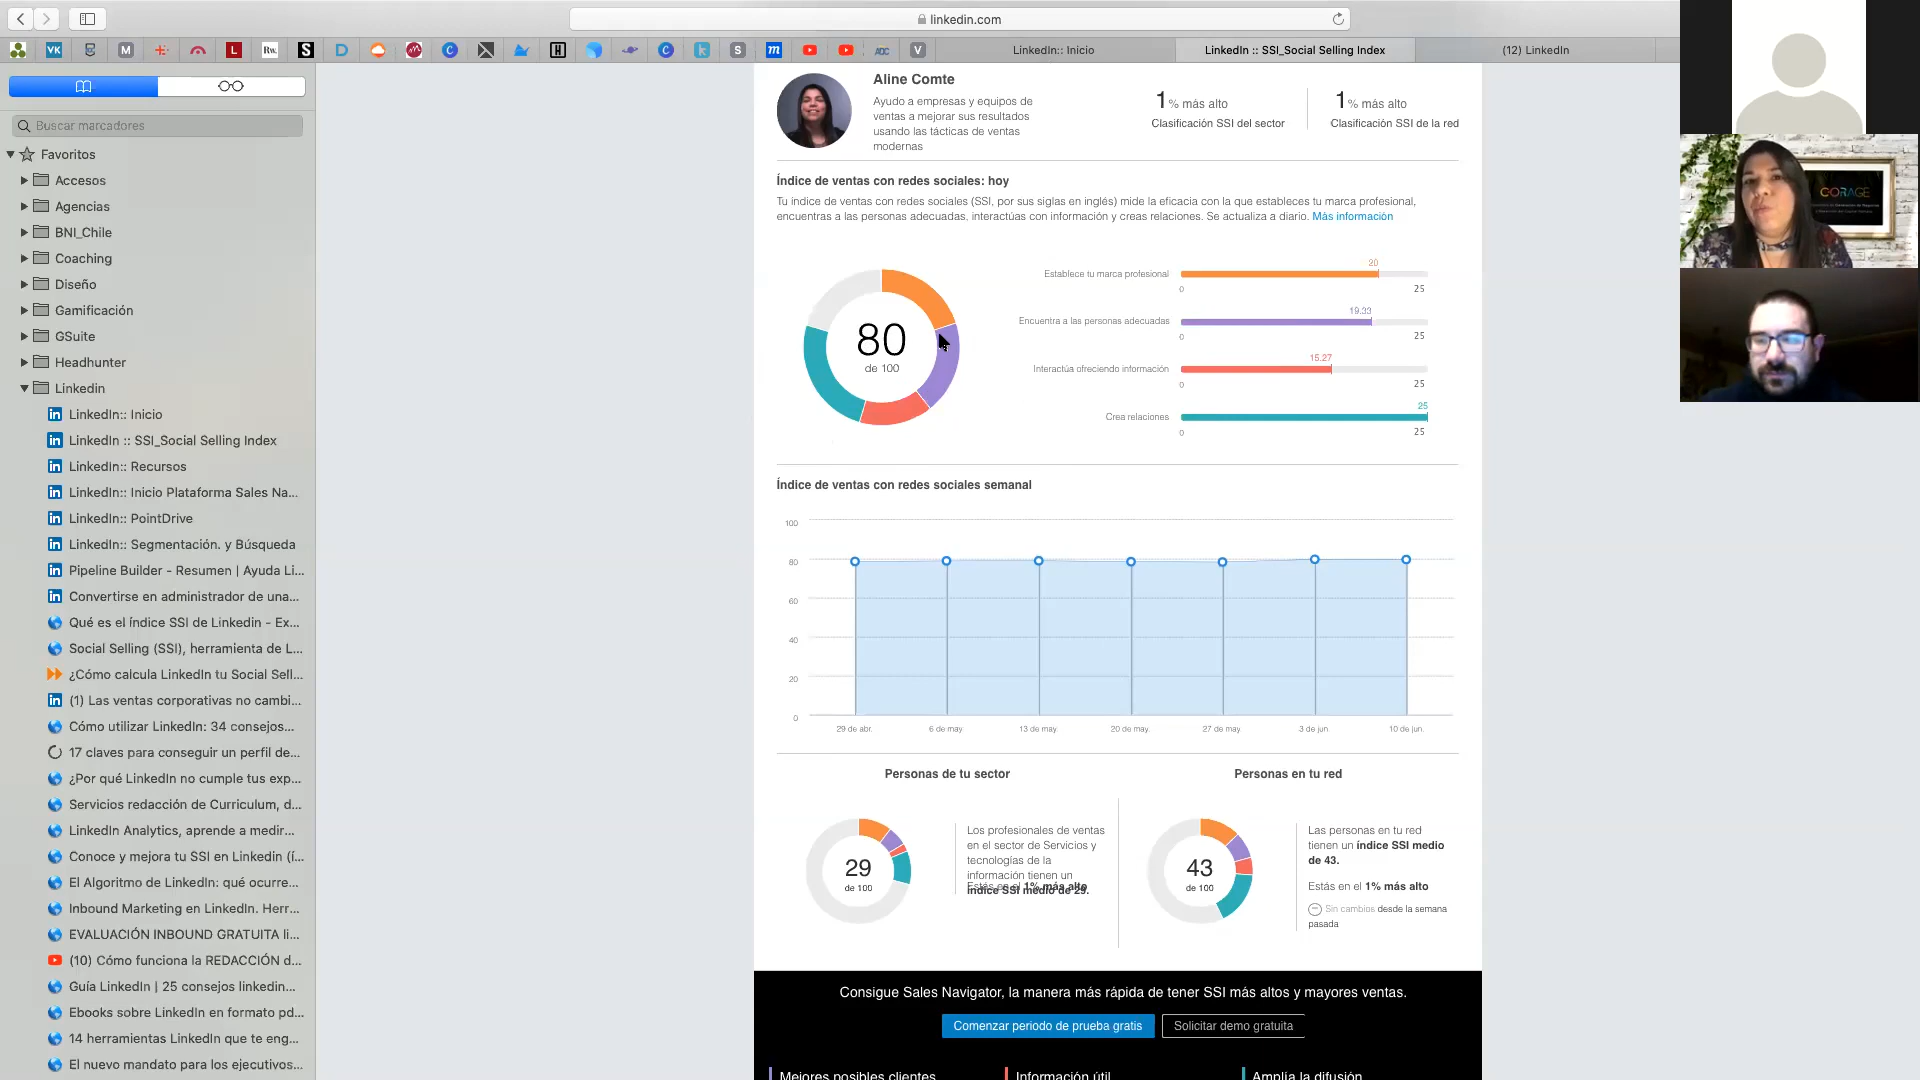 linkedin.com
LinkedIn:: Inicio
LinkedIn :: SSI_Social Selling Index
(12) LinkedIn
Buscar marcadores
Favoritos
Accesos
Agencias
BNI_Chile
Coaching
Diseño
Gamificación
GSuite
Headhunter
Linkedin
LinkedIn:: Inicio
LinkedIn :: SSI_Social Selling Index
LinkedIn:: Recursos
LinkedIn:: Inicio Plataforma Sales Na...
LinkedIn:: PointDrive
LinkedIn:: Segmentación. y Búsqueda
Pipeline Builder - Resumen | Ayuda Li...
Convertirse en administrador de una...
Qué es el índice SSI de Linkedin - Ex...
Social Selling (SSI), herramienta de L...
¿Cómo calcula LinkedIn tu Social Sell...
(1) Las ventas corporativas no cambi...
Cómo utilizar LinkedIn: 34 consejos...
17 claves para conseguir un perfil de...
¿Por qué LinkedIn no cumple tus exp...
Servicios redacción de Curriculum, d...
LinkedIn Analytics, aprende a medir...
Conoce y mejora tu SSI en Linkedin (í...
El Algoritmo de LinkedIn: qué ocurre...
Inbound Marketing en LinkedIn. Herr...
EVALUACIÓN INBOUND GRATUITA li...
(10) Cómo funciona la REDACCIÓN d...
Guía LinkedIn | 25 consejos linkedin...
Ebooks sobre LinkedIn en formato pd...
14 herramientas LinkedIn que te eng...
El nuevo mandato para los ejecutivos...
Aline Comte
Ayudo a empresas y equipos de
ventas a mejorar sus resultados
usando las tácticas de ventas
modernas
1% más alto
Clasificación SSI del sector
1% más alto
Clasificación SSI de la red
Índice de ventas con redes sociales: hoy
Tu índice de ventas con redes sociales (SSI, por sus siglas en inglés) mide la eficacia con la que estableces tu marca profesional,
encuentras a las personas adecuadas, interactúas con información y creas relaciones. Se actualiza a diario. Más información
80
de 100
Establece tu marca profesional
20
0
25
Encuentra a las personas adecuadas
19.33
0
25
Interactúa ofreciendo información
15.27
0
25
Crea relaciones
25
0
25
Índice de ventas con redes sociales semanal
100
80
60
40
20
0
29 de abr.
6 de may.
13 de may.
20 de may.
27 de may.
3 de jun.
10 de jun.
Personas de tu sector
29
de 100
Los profesionales de ventas
en el sector de Servicios y
tecnologías de la
información tienen un
índice SSI medio de 29.
Estás en el 1% más alto
Personas en tu red
43
de 100
Las personas en tu red
tienen un índice SSI medio
de 43.
Estás en el 1% más alto
Sin cambios desde la semana
pasada
Consigue Sales Navigator, la manera más rápida de tener SSI más altos y mayores ventas.
Comenzar periodo de prueba gratis
Solicitar demo gratuita
Mejores posibles clientes
Información útil
Amplía la difusión
CORAGE